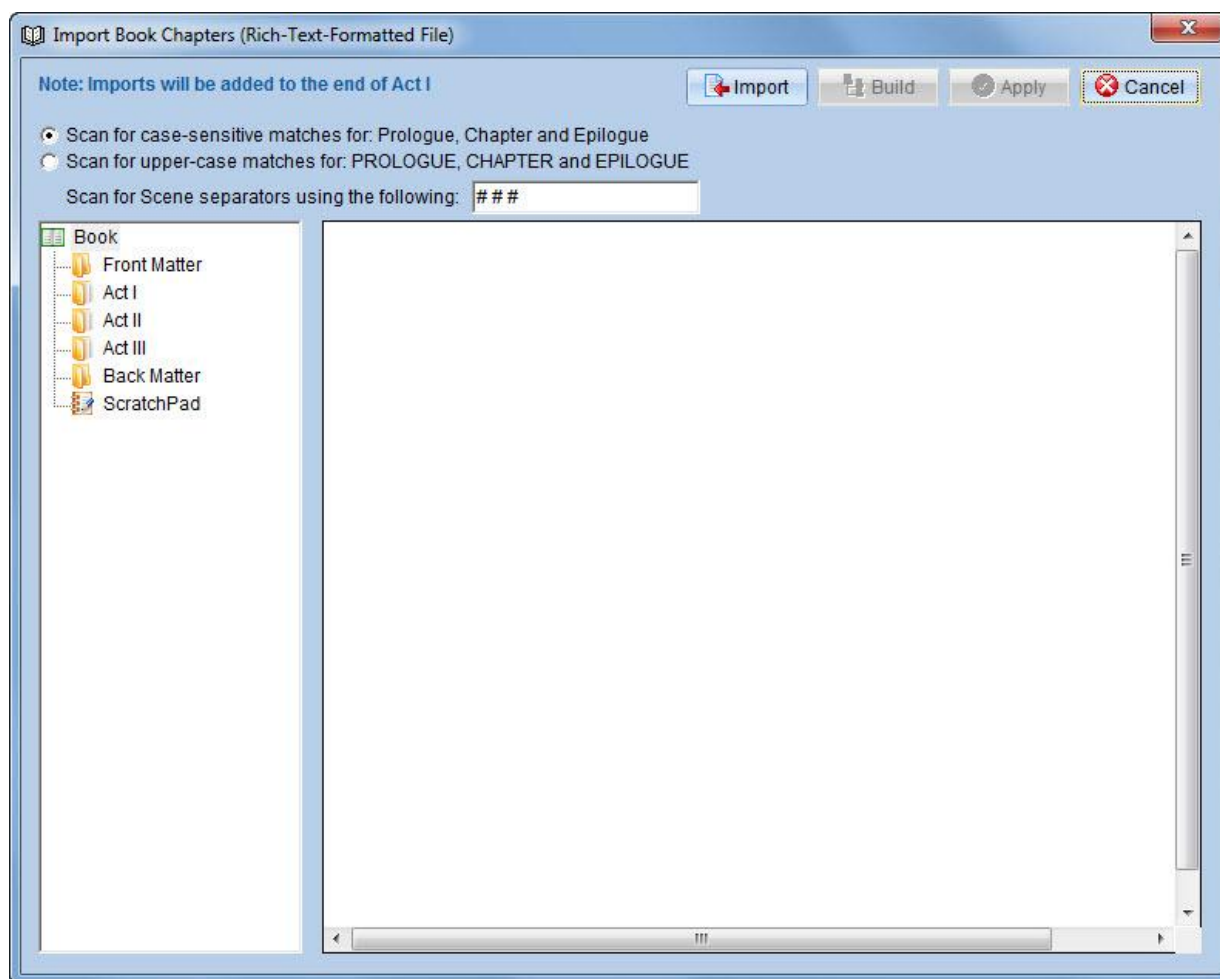 Import Book Chapters (Rich-Text-Formatted File)
Note: Imports will be added to the end of Act I
Import
Build
Apply
Cancel
Scan for case-sensitive matches for: Prologue, Chapter and Epilogue
Scan for upper-case matches for: PROLOGUE, CHAPTER and EPILOGUE
Scan for Scene separators using the following: # # #
Book
Front Matter
Act I
Act II
Act III
Back Matter
ScratchPad